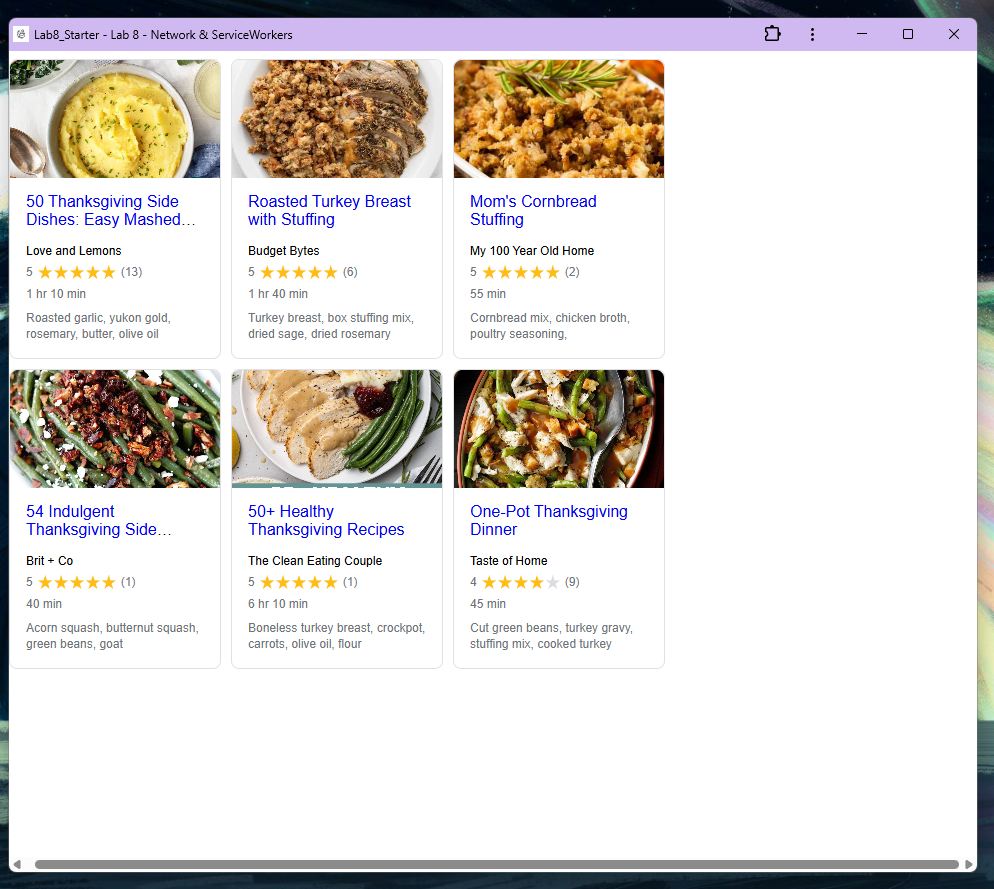 Lab8_Starter - Lab 8 - Network & ServiceWorkers
50 Thanksgiving Side
Dishes: Easy Mashed…
Love and Lemons
5 (13)
1 hr 10 min
Roasted garlic, yukon gold,
rosemary, butter, olive oil
Roasted Turkey Breast
with Stuffing
Budget Bytes
5 (6)
1 hr 40 min
Turkey breast, box stuffing mix,
dried sage, dried rosemary
Mom's Cornbread
Stuffing
My 100 Year Old Home
5 (2)
55 min
Cornbread mix, chicken broth,
poultry seasoning,
54 Indulgent
Thanksgiving Side…
Brit + Co
5 (1)
40 min
Acorn squash, butternut squash,
green beans, goat
50+ Healthy
Thanksgiving Recipes
The Clean Eating Couple
5 (1)
6 hr 10 min
Boneless turkey breast, crockpot,
carrots, olive oil, flour
One-Pot Thanksgiving
Dinner
Taste of Home
4 (9)
45 min
Cut green beans, turkey gravy,
stuffing mix, cooked turkey